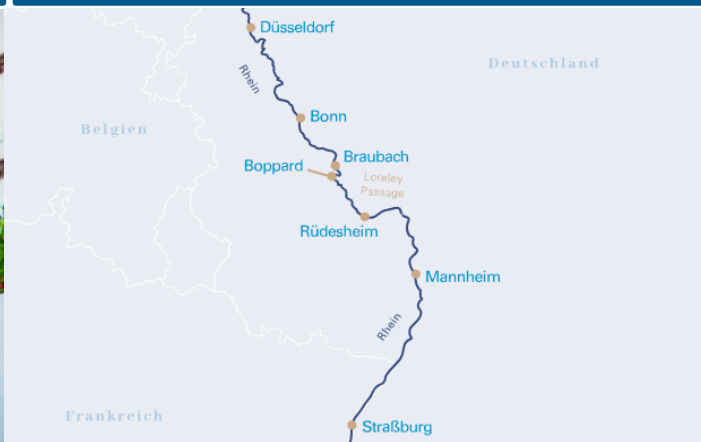 Düsseldorf
Deutschland
Rhein
Bonn
Belgien
Braubach
Boppard
Loreley
Passage
Rüdesheim
Mannheim
Rhein
Frankreich
Straßburg